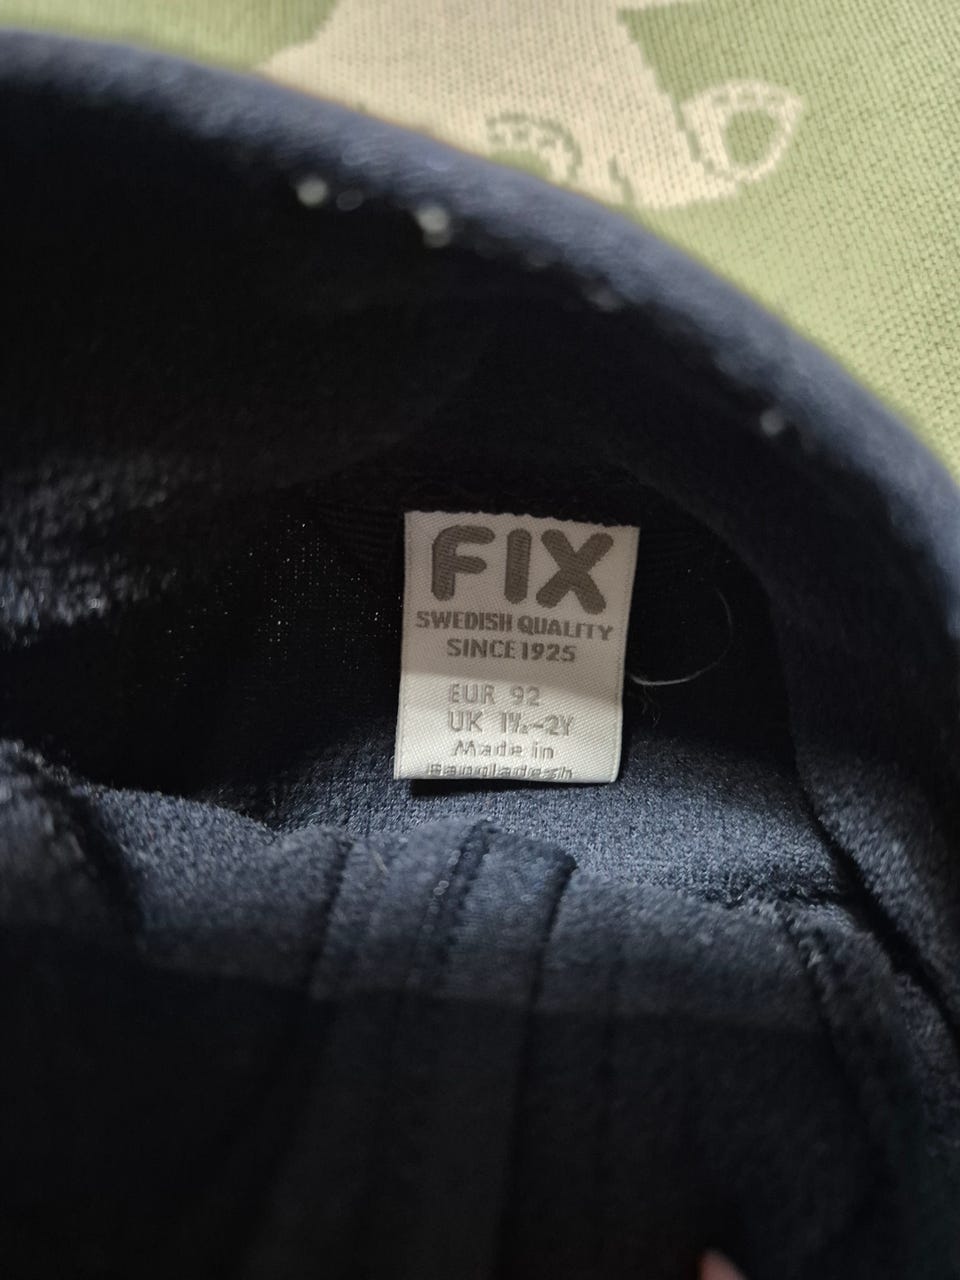 FIX
SWEDISH QUALITY
SINCE 1925
EUR 92
UK 1½-2Y
Made in
Bangladesh